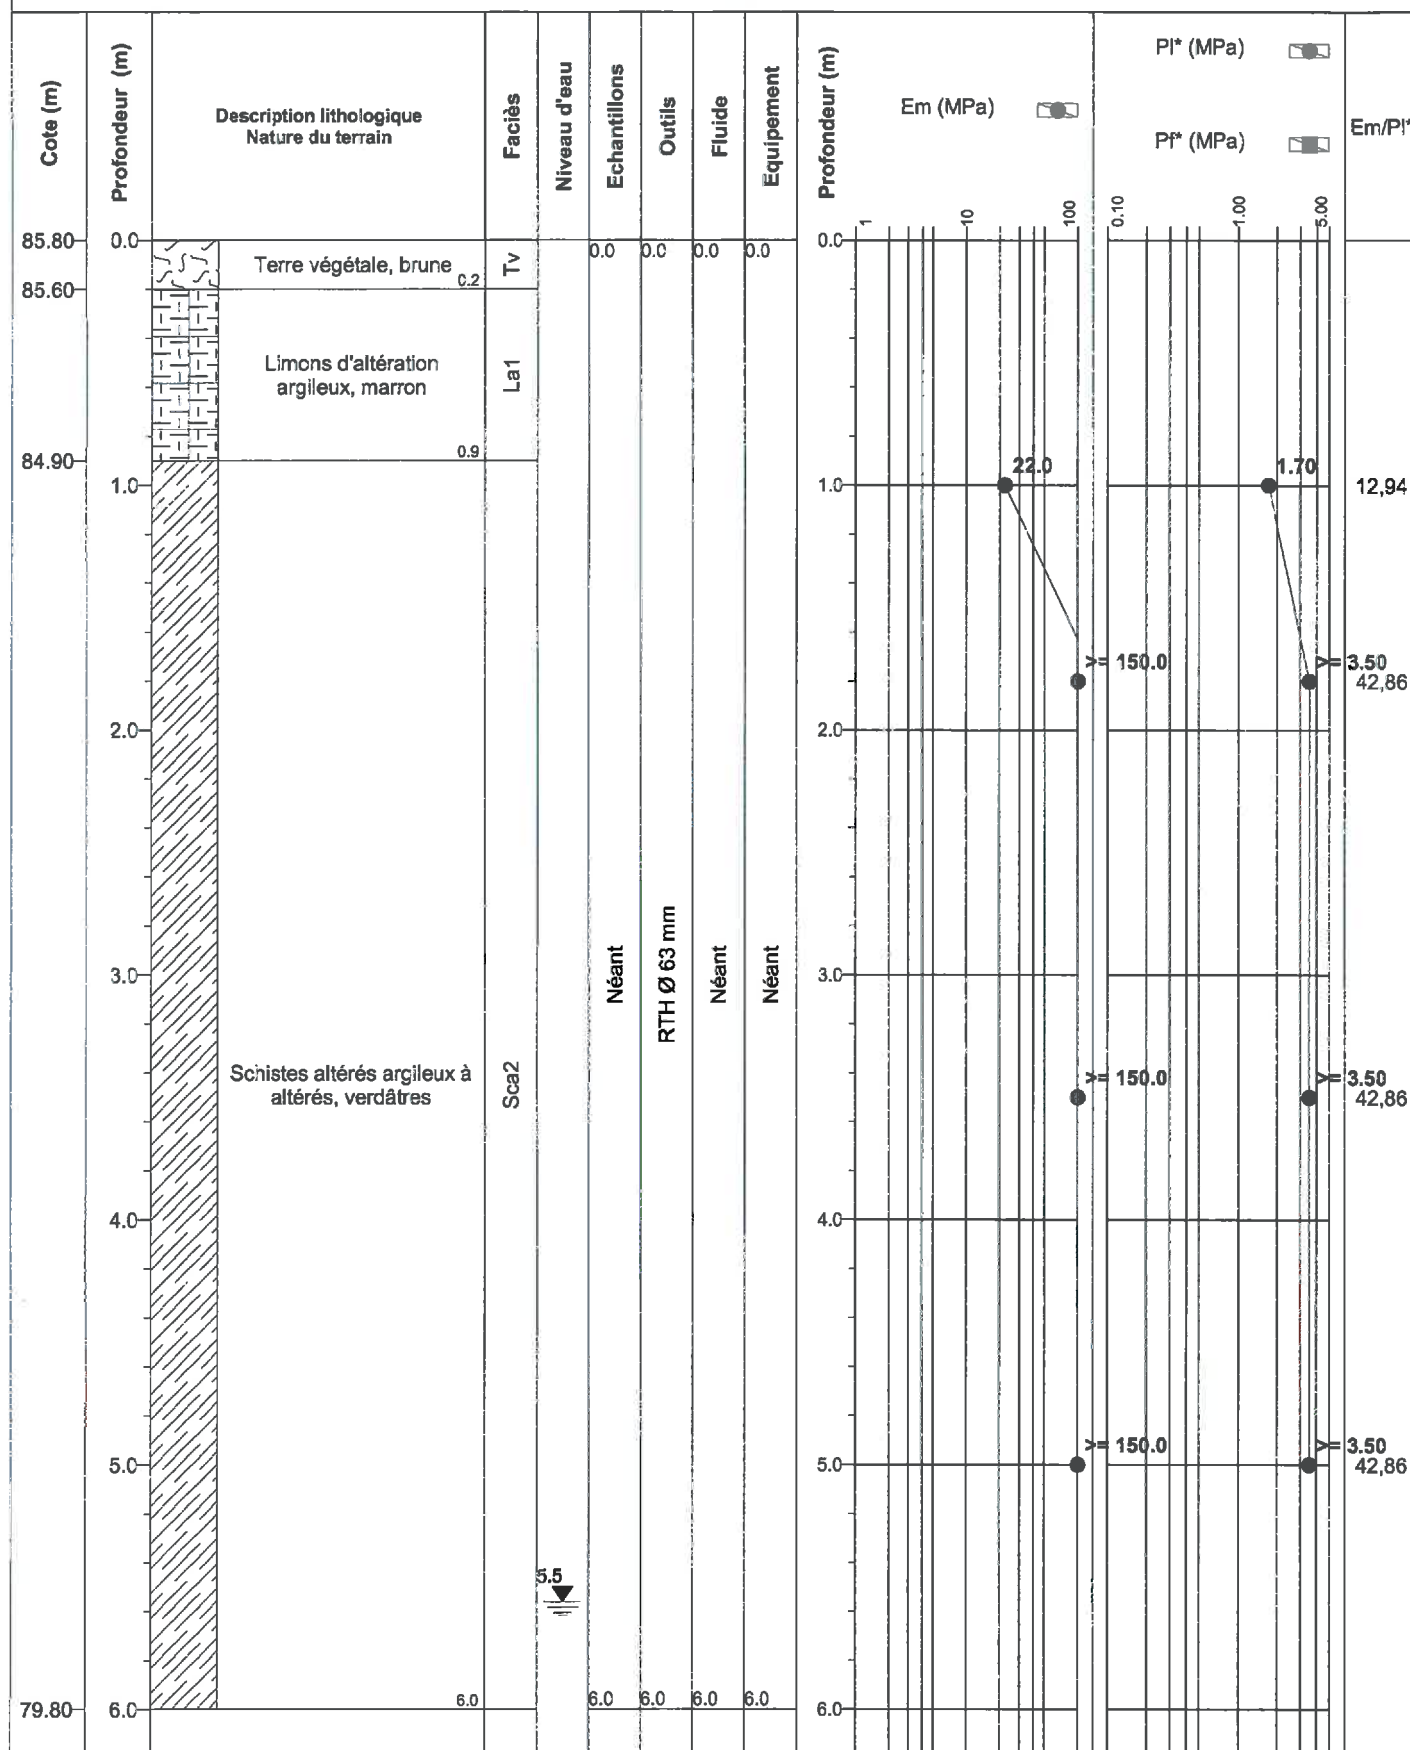 Cote (m)
Profondeur (m)
Description lithologique
Nature du terrain
Faciès
Niveau d'eau
Echantillons
Outils
Fluide
Equipement
Profondeur (m)
Em (MPa)
Pl* (MPa)
Pf* (MPa)
Em/Pl*
1
10
100
0.10
1.00
5.00
85.80
0.0
0.0
0.0
0.0
0.0
0.0
Terre végétale, brune
0.2
Tv
85.60
Limons d'altération
argileux, marron
La1
0.9
84.90
1.0
1.0
22.0
1.70
12,94
>= 150.0
>= 3.50
42,86
2.0
2.0
3.0
Néant
RTH Ø 63 mm
Néant
Néant
3.0
Schistes altérés argileux à
altérés, verdâtres
Sca2
>= 150.0
>= 3.50
42,86
4.0
4.0
>= 150.0
>= 3.50
42,86
5.0
5.0
5.5
79.80
6.0
6.0
6.0
6.0
6.0
6.0
6.0